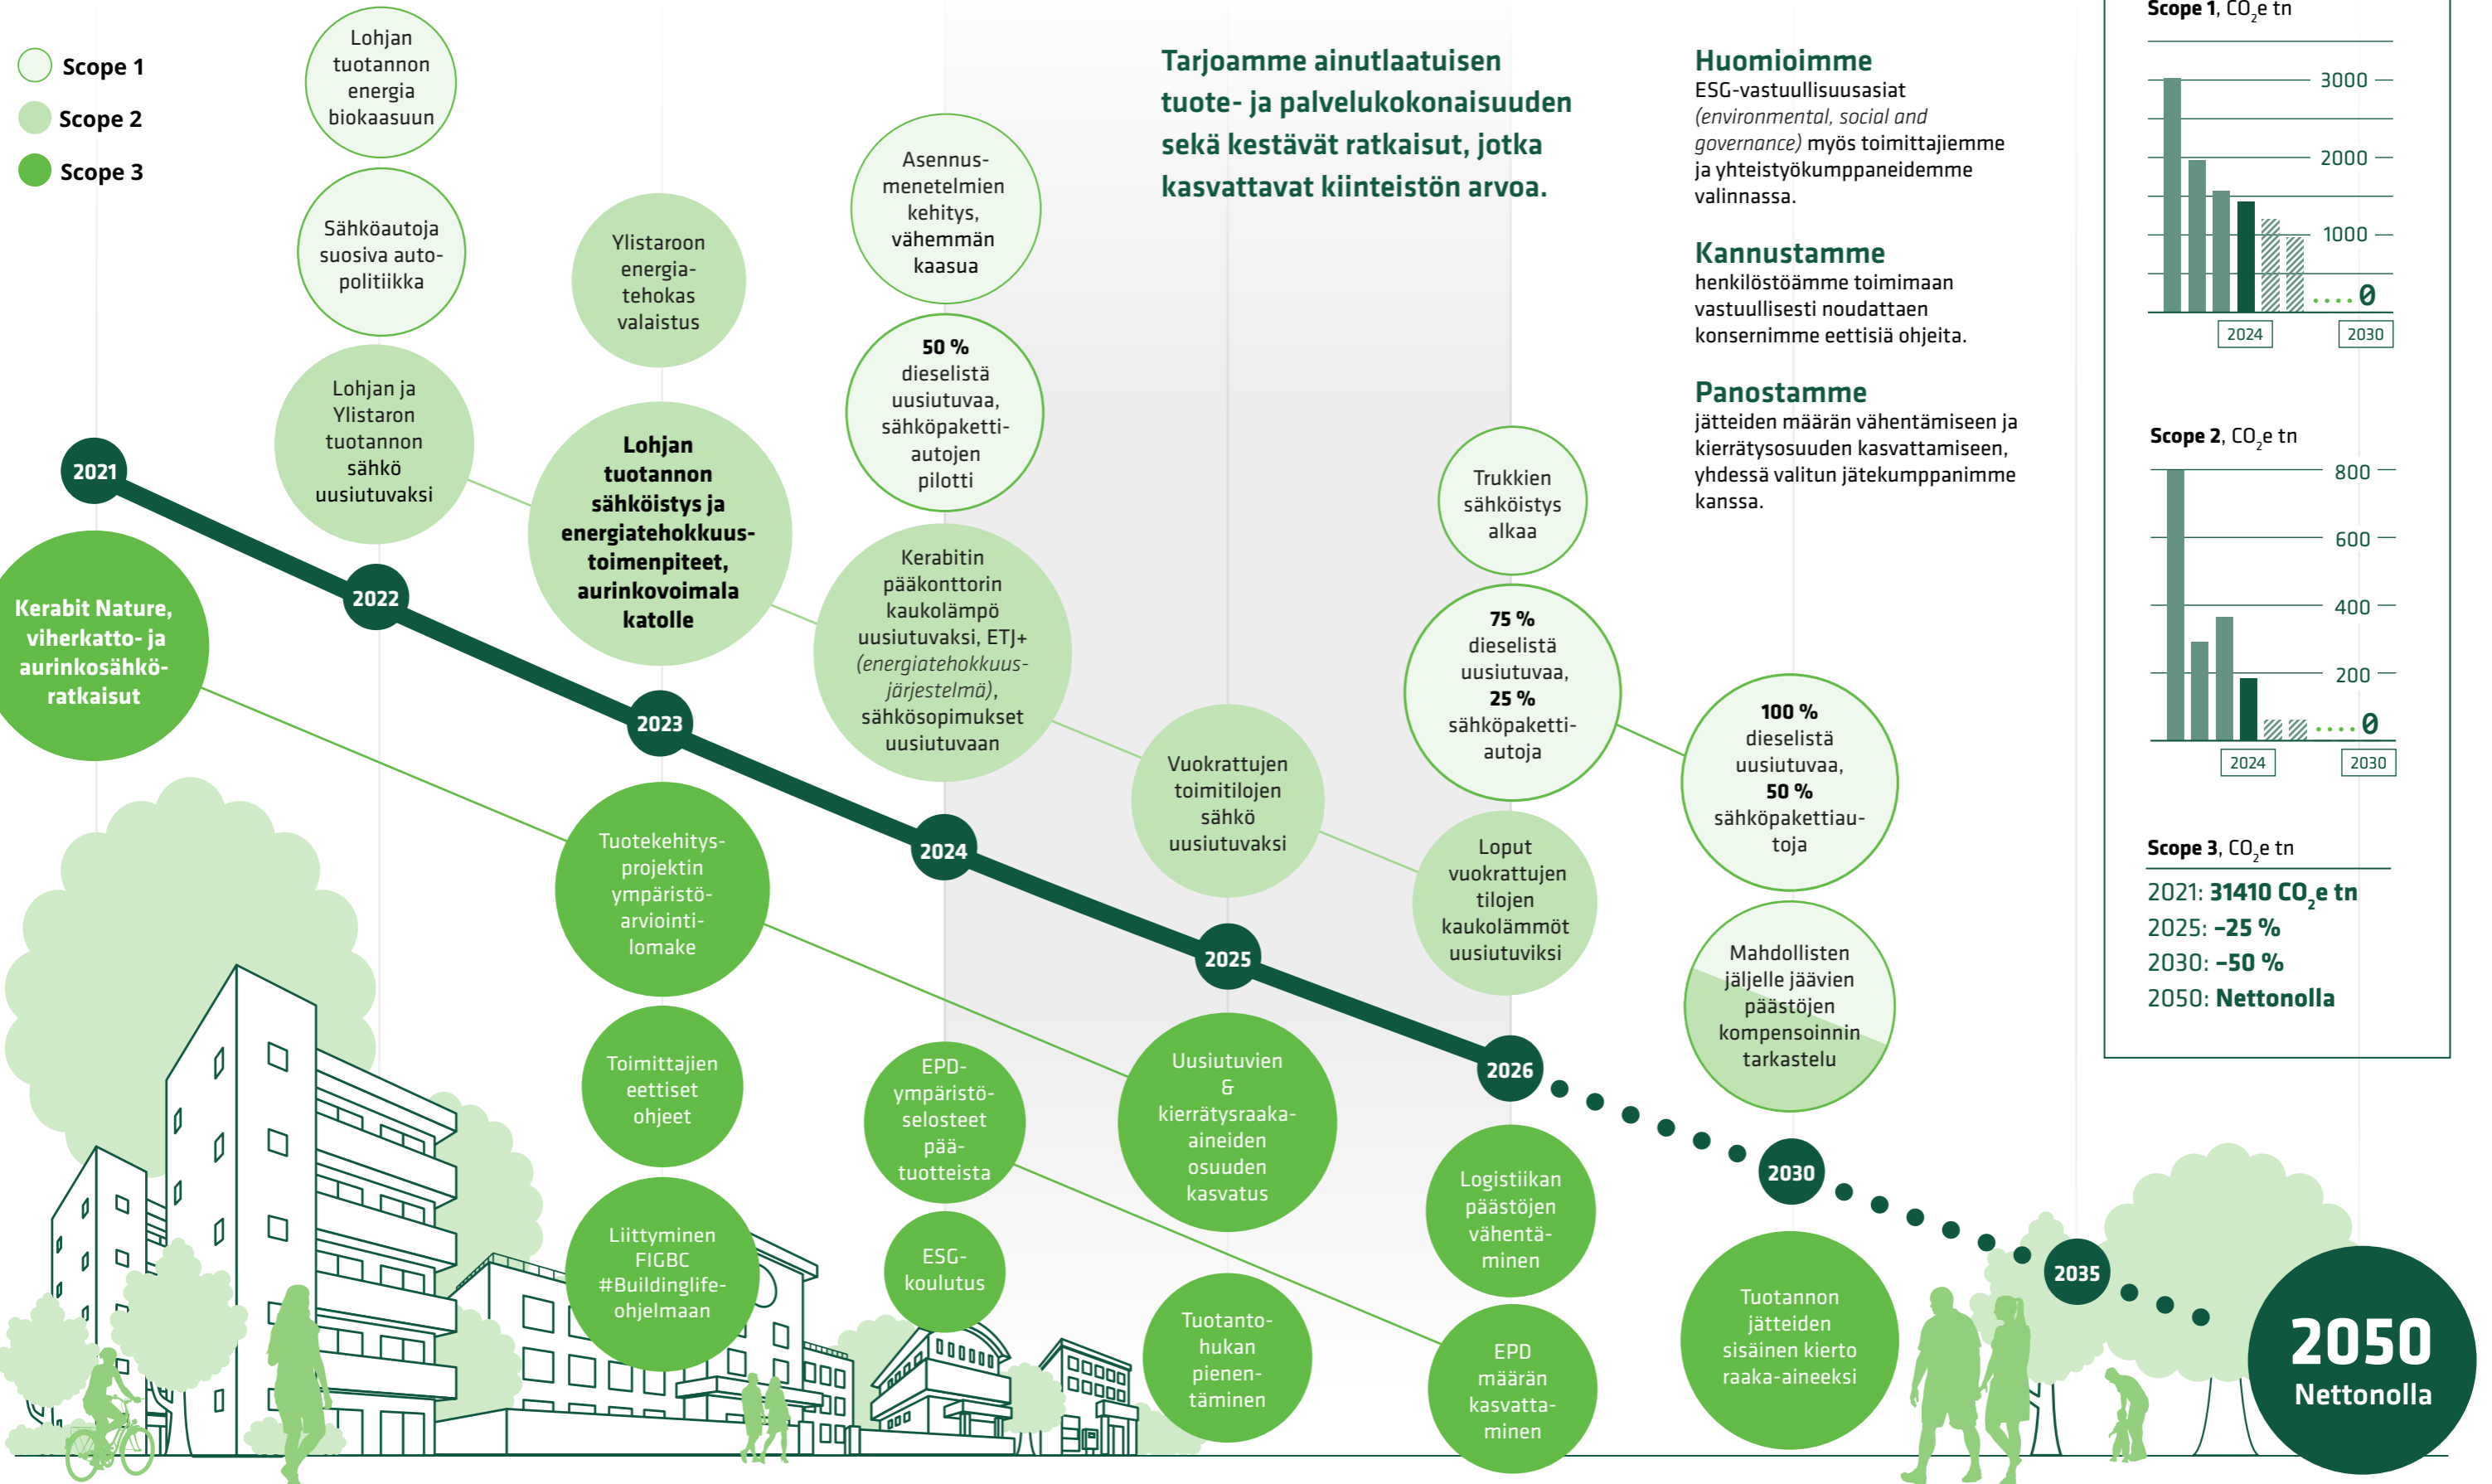 Scope 1
Scope 2
Scope 3
Lohjan
tuotannon
energia
biokaasuun
Sähköautoja
suosiva auto-
politiikka
Lohjan ja
Ylistaron
tuotannon
sähkö
uusiutuvaksi
Ylistaroon
energia-
tehokas
valaistus
Lohjan
tuotannon
sähköistys ja
energiatehokkuus-
toimenpiteet,
aurinkovoimala
katolle
Asennus-
menetelmien
kehitys,
vähemmän
kaasua
50 %
dieselistä
uusiutuvaa,
sähköpaketti-
autojen
pilotti
Kerabitin
pääkonttorin
kaukolämpö
uusiutuvaksi, ETJ+
(energiatehokkuus-
järjestelmä),
sähkösopimukset
uusiutuvaan
Tarjoamme ainutlaatuisen
tuote- ja palvelukokonaisuuden
sekä kestävät ratkaisut, jotka
kasvattavat kiinteistön arvoa.
Huomioimme
ESG-vastuullisuusasiat
(environmental, social and
governance) myös toimittajiemme
ja yhteistyökumppaneidemme
valinnassa.
Kannustamme
henkilöstöämme toimimaan
vastuullisesti noudattaen
konsernimme eettisiä ohjeita.
Panostamme
jätteiden määrän vähentämiseen ja
kierrätysosuuden kasvattamiseen,
yhdessä valitun jätekumppanimme
kanssa.
Vuokrattujen
toimitilojen
sähkö
uusiutuvaksi
Trukkien
sähköistys
alkaa
75 %
dieselistä
uusiutuvaa,
25 %
sähköpaketti-
autoja
Loput
vuokrattujen
tilojen
kaukolämmöt
uusiutuviksi
100 %
dieselistä
uusiutuvaa,
50 %
sähköpakettiau-
toja
Mahdollisten
jäljelle jäävien
päästöjen
kompensoinnin
tarkastelu
2021
2022
2023
2024
2025
2026
2030
2035
2050
Nettonolla
Kerabit Nature,
viherkatto- ja
aurinkosähkö-
ratkaisut
Tuotekehitys-
projektin
ympäristö-
arviointi-
lomake
Toimittajien
eettiset
ohjeet
Liittyminen
FIGBC
#Buildinglife-
ohjelmaan
EPD-
ympäristö-
selosteet
pää-
tuotteista
ESG-
koulutus
Uusiutuvien
&
kierrätysraaka-
aineiden
osuuden
kasvatus
Tuotanto-
hukan
pienen-
täminen
Logistiikan
päästöjen
vähentä-
minen
EPD
määrän
kasvatta-
minen
Tuotannon
jätteiden
sisäinen kierto
raaka-aineeksi
Scope 1, CO₂e tn
3000
2000
1000
0
2024
2030
Scope 2, CO₂e tn
800
600
400
200
0
2024
2030
Scope 3, CO₂e tn
2021: 31410 CO₂e tn
2025: –25 %
2030: –50 %
2050: Nettonolla